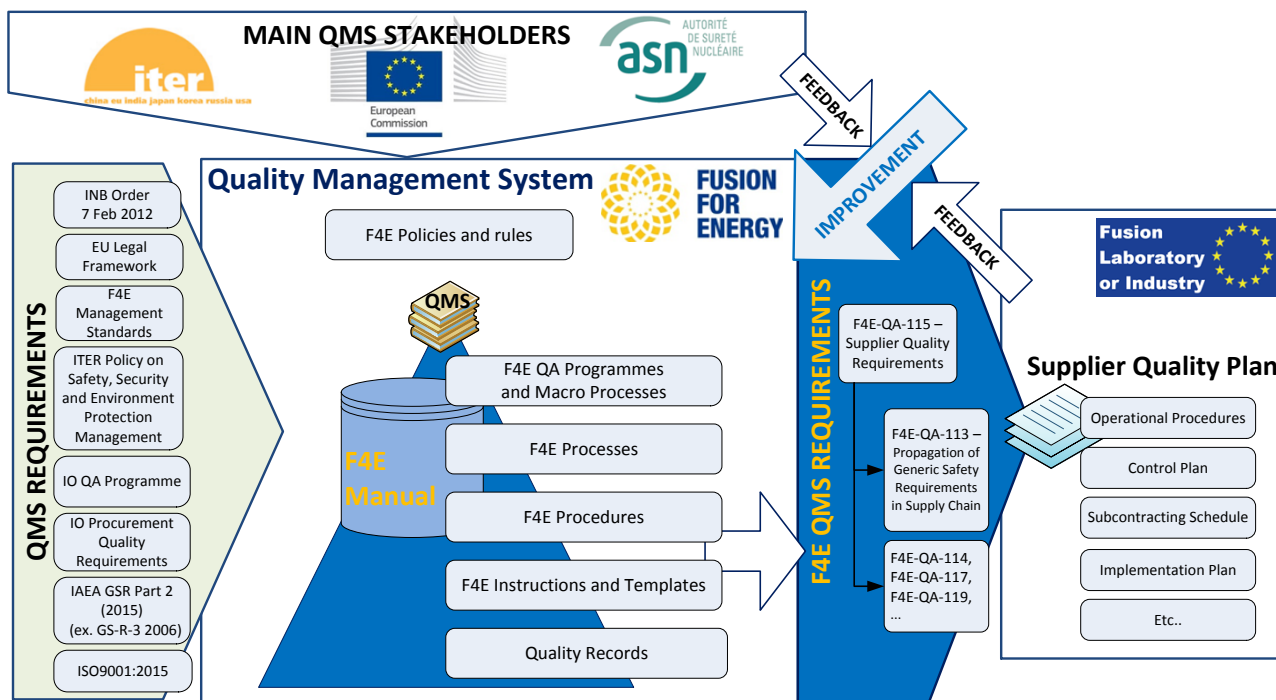 MAIN QMS STAKEHOLDERS
iter
china eu india japan korea russia usa
European
Commission
asn
AUTORITÉ
DE SURETÉ
NUCLÉAIRE
FEEDBACK
IMPROVEMENT
FEEDBACK
QMS REQUIREMENTS
INB Order
7 Feb 2012
EU Legal
Framework
F4E
Management
Standards
ITER Policy on
Safety, Security
and Environment
Protection
Management
IO QA Programme
IO Procurement
Quality
Requirements
IAEA GSR Part 2
(2015)
(ex. GS-R-3 2006)
ISO9001:2015
Quality Management System
FUSION
FOR
ENERGY
F4E Policies and rules
QMS
F4E
Manual
F4E QA Programmes
and Macro Processes
F4E Processes
F4E Procedures
F4E Instructions and Templates
Quality Records
F4E QMS REQUIREMENTS
F4E-QA-115 –
Supplier Quality
Requirements
F4E-QA-113 –
Propagation of
Generic Safety
Requirements
in Supply Chain
F4E-QA-114,
F4E-QA-117,
F4E-QA-119,
...
Fusion
Laboratory
or Industry
Supplier Quality Plan
Operational Procedures
Control Plan
Subcontracting Schedule
Implementation Plan
Etc..